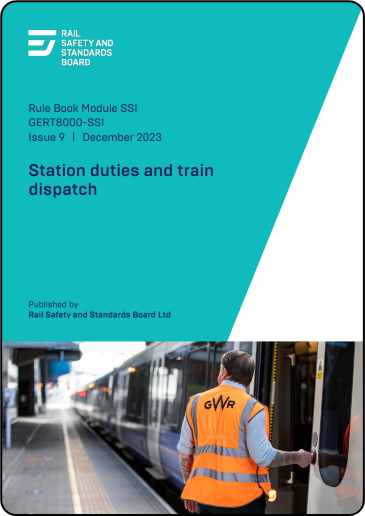 RAIL
SAFETY AND
STANDARDS
BOARD
Rule Book Module SS1
GERT8000-SS1
Issue 9 | December 2023
Station duties and train
dispatch
Published by
Rail Safety and Standards Board Ltd
GWR